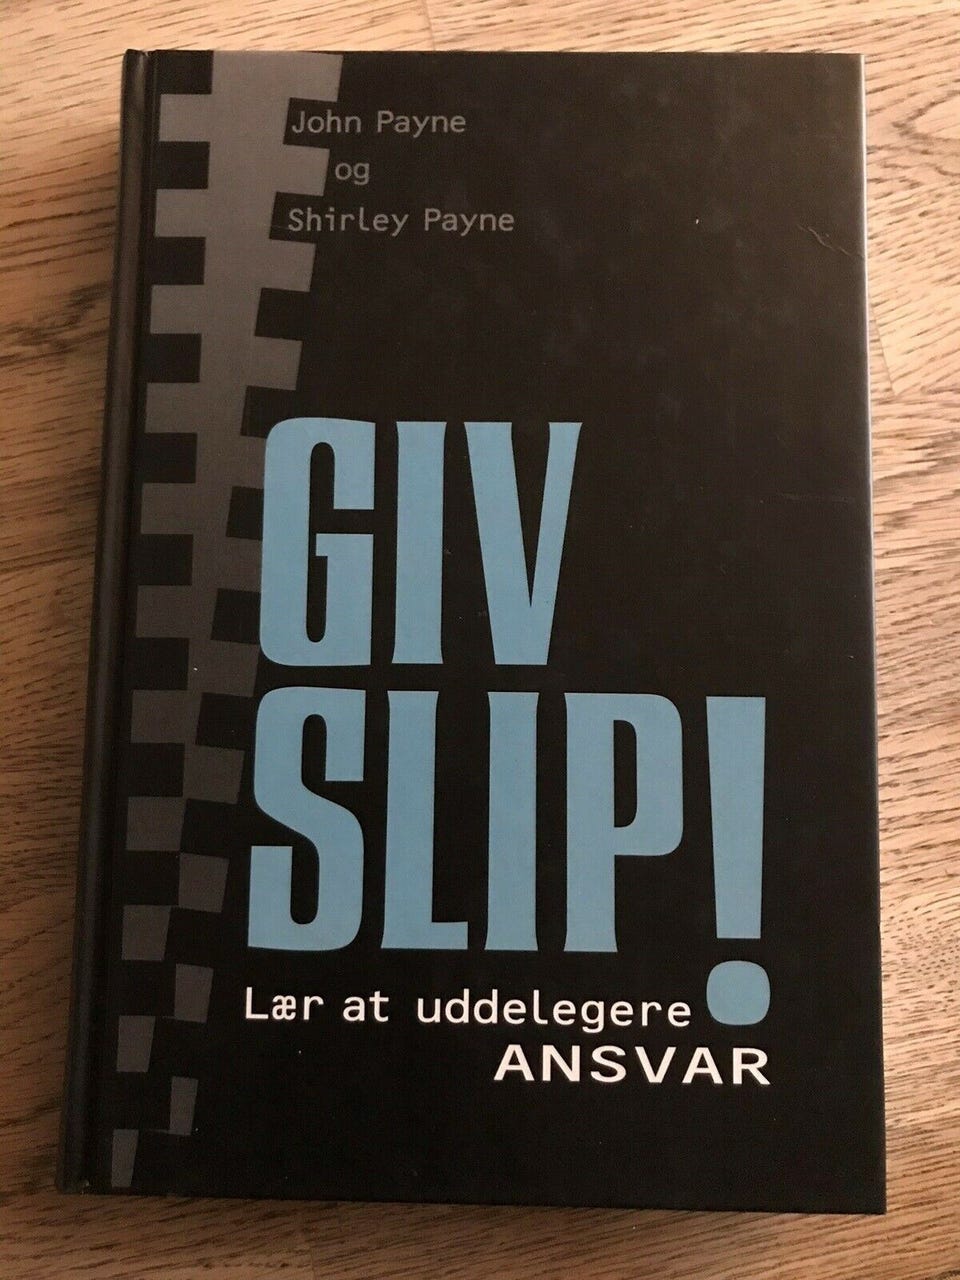 John Payne
og
Shirley Payne
GIV
SLIP!
Lær at uddelegere
ANSVAR